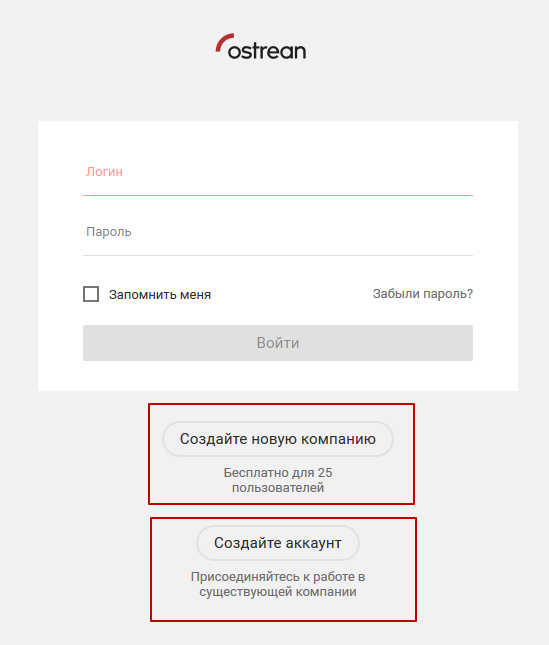 ostrean
Логин
Пароль
Запомнить меня
Забыли пароль?
Войти
Создайте новую компанию
Бесплатно для 25
пользователей
Создайте аккаунт
Присоединяйтесь к работе в
существующей компании